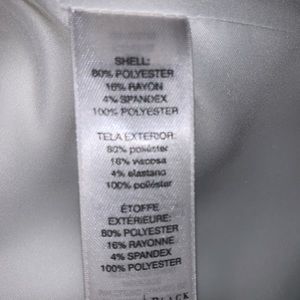 SHELL:
80% POLYESTER
16% RAYON
4% SPANDEX
100% POLYESTER
TELA EXTERIOR:
80% poliéster
16% viscosa
4% elastano
100% poliéster
ÉTOFFE
EXTÉRIEURE:
80% POLYESTER
16% RAYONNE
4% SPANDEX
100% POLYESTER
BLACK